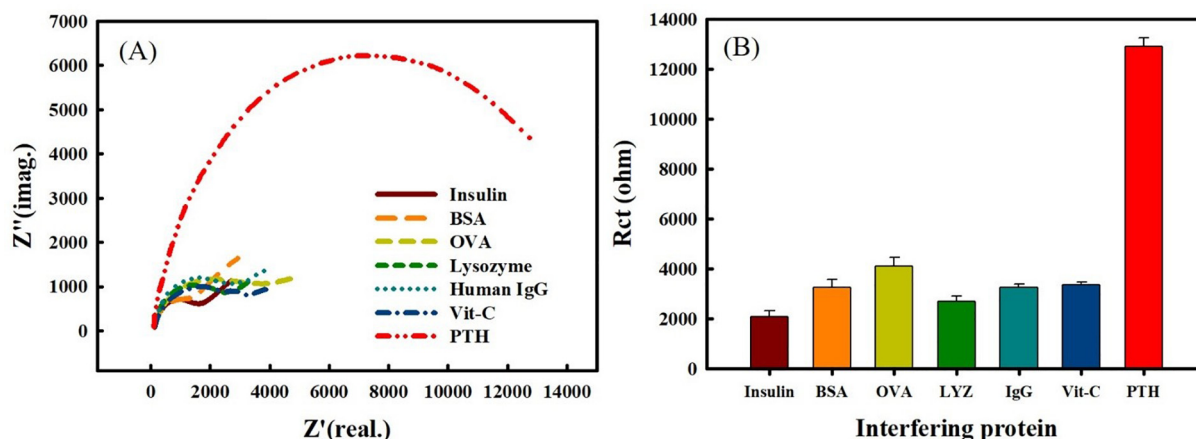 (A)
Z''(imag.)
7000
6000
5000
4000
3000
2000
1000
0
0 2000 4000 6000 8000 10000 12000 14000
Z'(real.)
Insulin
BSA
OVA
Lysozyme
Human IgG
Vit-C
PTH
(B)
Rct (ohm)
14000
12000
10000
8000
6000
4000
2000
0
Insulin BSA OVA LYZ IgG Vit-C PTH
Interfering protein